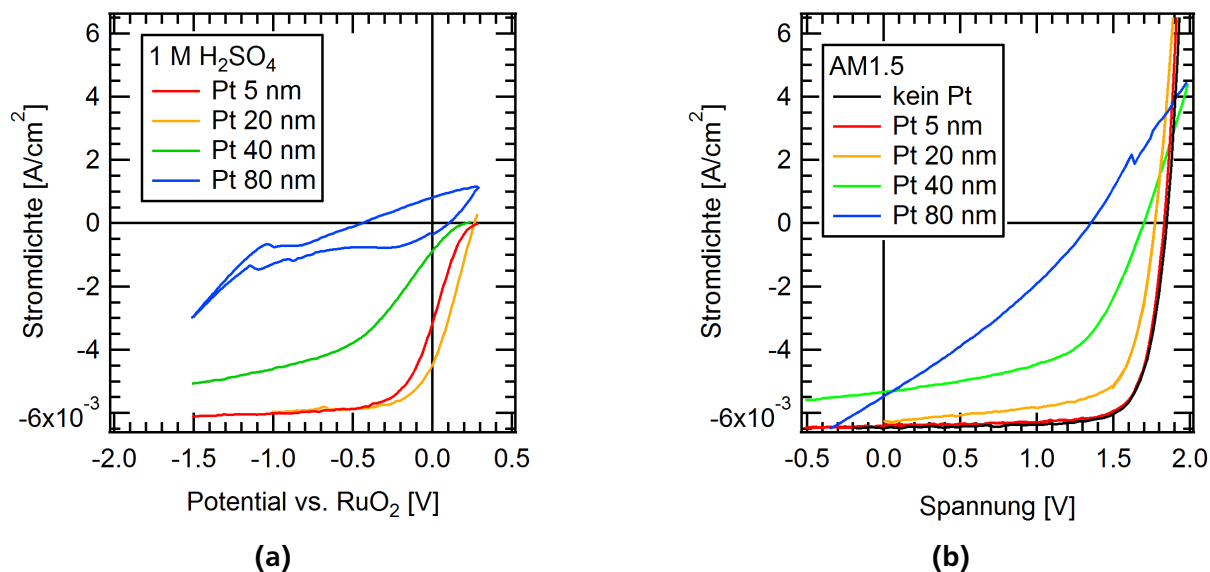 6
4
2
0
-2
-4
-6x10⁻³
Stromdichte [A/cm²]
1 M H₂SO₄
Pt 5 nm
Pt 20 nm
Pt 40 nm
Pt 80 nm
-2.0 -1.5 -1.0 -0.5 0.0 0.5
Potential vs. RuO₂ [V]
(a)
6
4
2
0
-2
-4
-6x10⁻³
Stromdichte [A/cm²]
AM1.5
kein Pt
Pt 5 nm
Pt 20 nm
Pt 40 nm
Pt 80 nm
-0.5 0.0 0.5 1.0 1.5 2.0
Spannung [V]
(b)